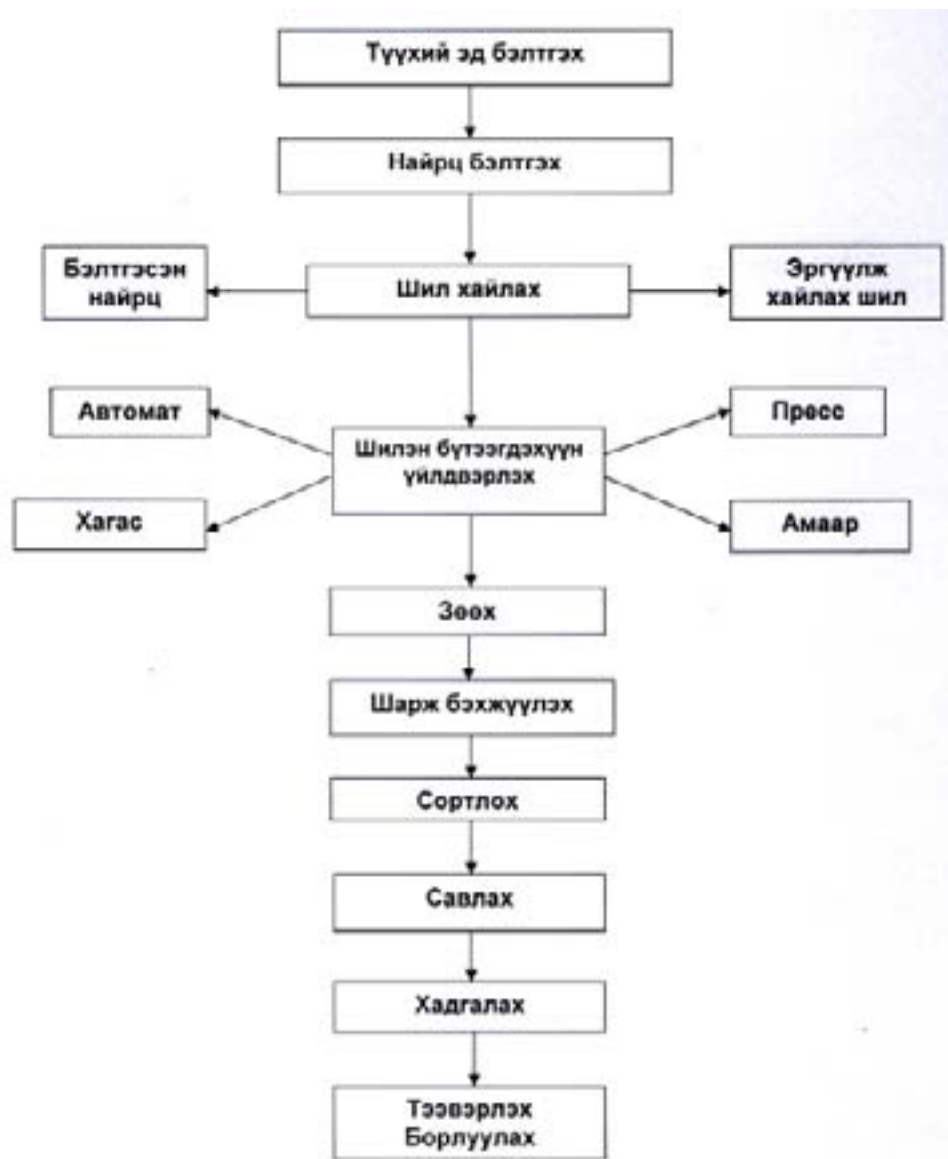 Түүхий эд бэлтгэх
Найрц бэлтгэх
Бэлтгэсэн
найрц
Шил хайлах
Эргүүлж
хайлах шил
Автомат
Пресс
Шилэн бүтээгдэхүүн
үйлдвэрлэх
Хагас
Амаар
Зөөх
Шарж бэхжүүлэх
Сортлох
Савлах
Хадгалах
Тээвэрлэх
Борлуулах